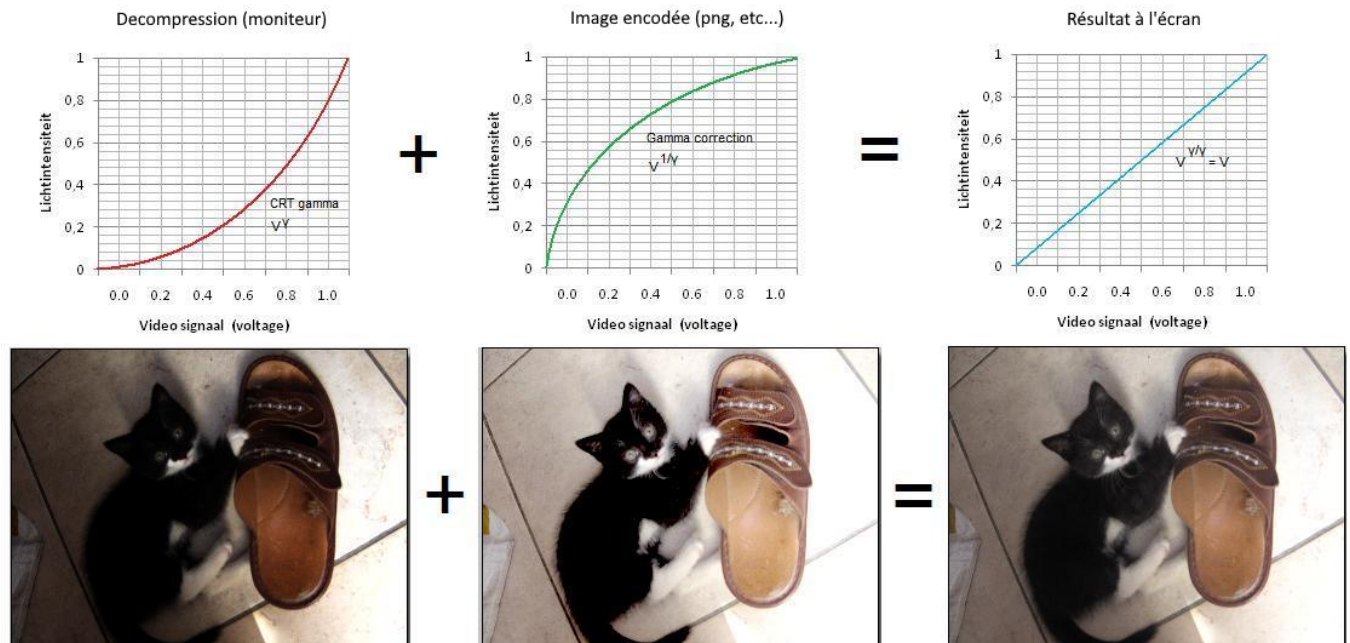 Decompression (moniteur)
Image encodée (png, etc...)
Résultat à l'écran
Lichtintensiteit
1
0,8
0,6
0,4
0,2
0
CRT gamma
Vγ
0.0 0.2 0.4 0.6 0.8 1.0
Video signaal (voltage)
+
Lichtintensiteit
1
0,8
0,6
0,4
0,2
0
Gamma correction
V1/γ
0.0 0.2 0.4 0.6 0.8 1.0
Video signaal (voltage)
=
Lichtintensiteit
1
0,8
0,6
0,4
0,2
0
Vγ/γ = V
0.0 0.2 0.4 0.6 0.8 1.0
Video signaal (voltage)
+
=